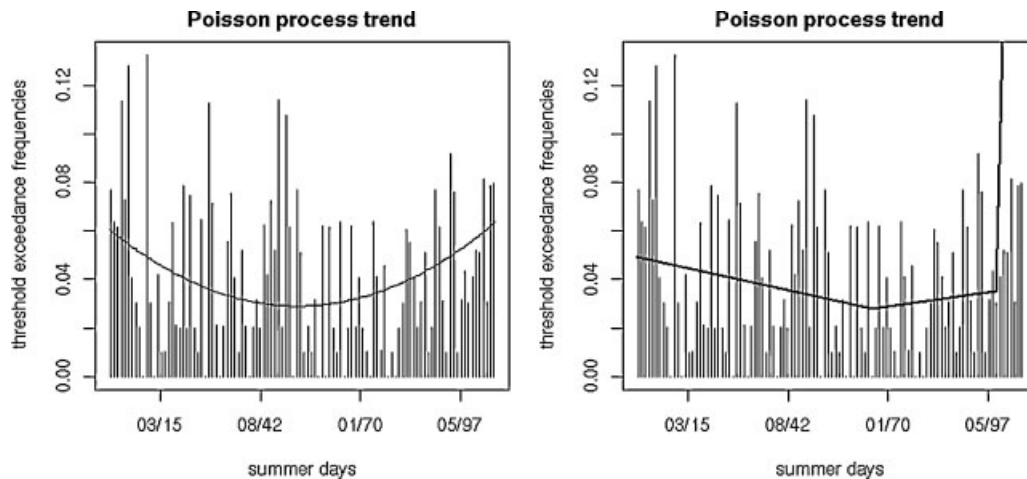 Poisson process trend
threshold exceedance frequencies
0.12
0.08
0.04
0.00
03/15 08/42 01/70 05/97
summer days
Poisson process trend
threshold exceedance frequencies
0.12
0.08
0.04
0.00
03/15 08/42 01/70 05/97
summer days